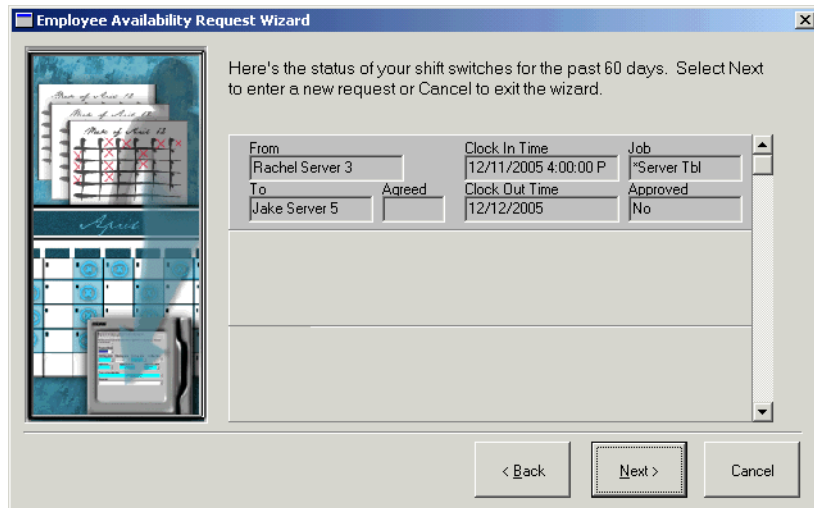 Employee Availability Request Wizard
Here's the status of your shift switches for the past 60 days. Select Next
to enter a new request or Cancel to exit the wizard.
From Clock In Time Job
Rachel Server 3 12/11/2005 4:00:00 P *Server Tbl
To Agreed Clock Out Time Approved
Jake Server 5 12/12/2005 No
April
< Back Next > Cancel